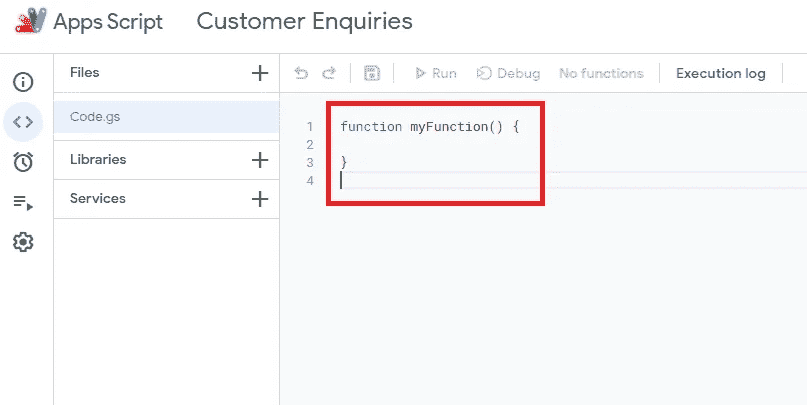 Apps Script Customer Enquiries
Files
Run Debug No functions Execution log
Code.gs
Libraries
Services
1 function myFunction() {
2
3 }
4